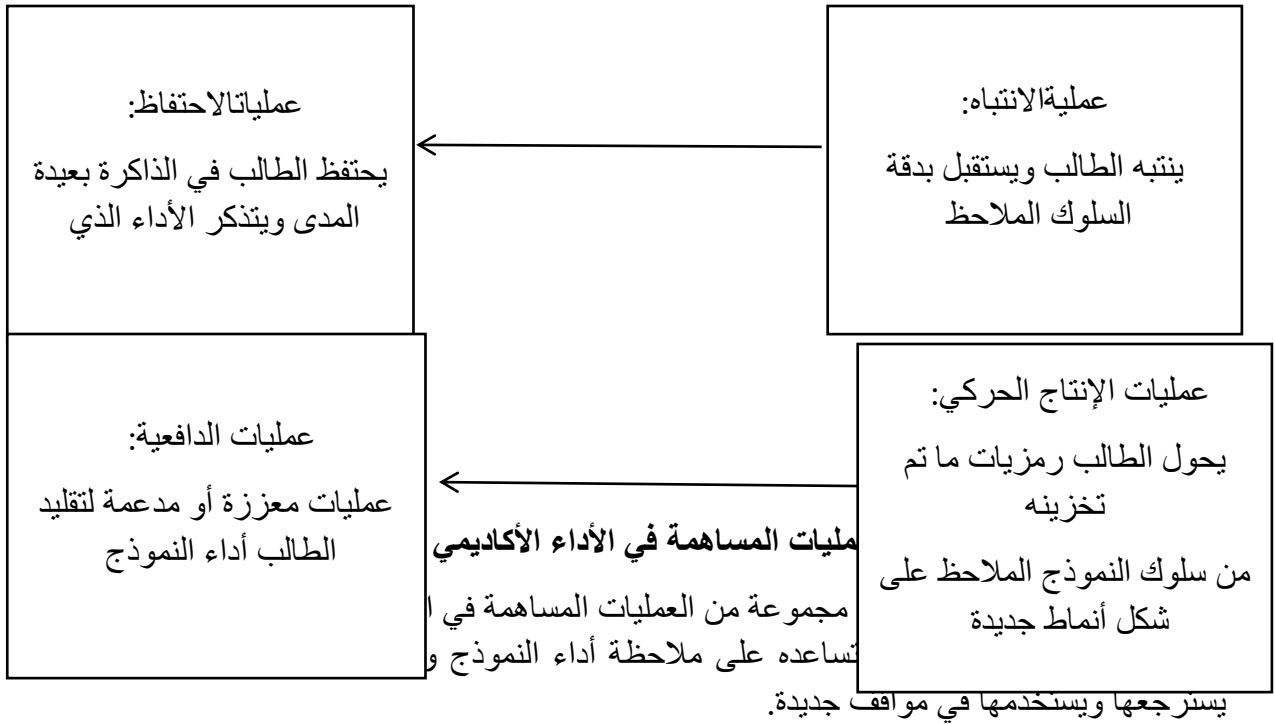 عمليةالانتباه:
ينتبه الطالب ويستقبل بدقة
السلوك الملاحظ
عملياتالاحتفاظ:
يحتفظ الطالب في الذاكرة بعيدة
المدى ويتذكر الأداء الذي
عمليات الإنتاج الحركي:
يحول الطالب رمزيات ما تم
تخزينه
من سلوك النموذج الملاحظ على
شكل أنماط جديدة
عمليات الدافعية:
عمليات معززة أو مدعمة لتقليد
الطالب أداء النموذج
المساهمة في الأداء الأكاديمي
مجموعة من العمليات المساهمة في
تساعده على ملاحظة أداء النموذج
يسترجعها ويستخدمها في مواقف جديدة.